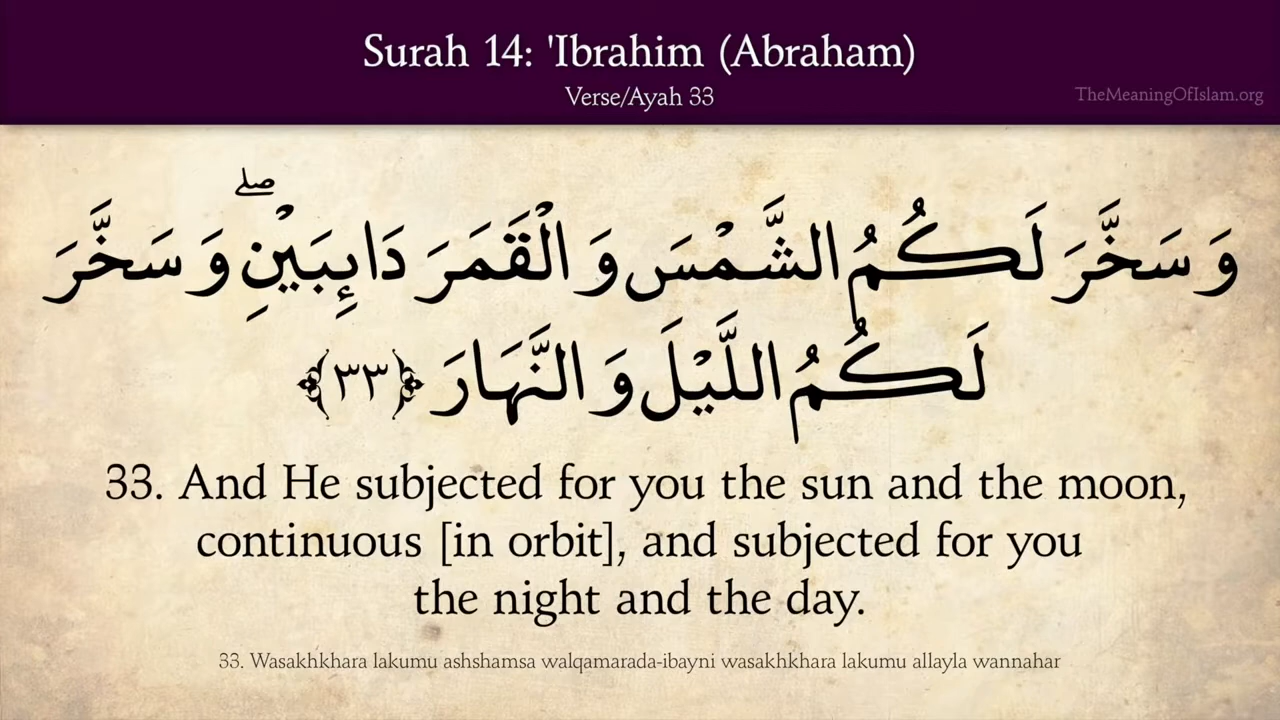 Surah 14: 'Ibrahim (Abraham)
Verse/Ayah 33
TheMeaningOfIslam.org
وَ سَخَّرَ لَكُمُ الشَّمْسَ وَ الْقَمَرَ دَآىِٕبَیْنِ ۖ وَ سَخَّرَ
لَكُمُ اللَّیْلَ وَ النَّهَارَ ﴿٣٣﴾
33. And He subjected for you the sun and the moon,
continuous [in orbit], and subjected for you
the night and the day.
33. Wasakhkhara lakumu ashshamsa walqamarada-ibayni wasakhkhara lakumu allayla wannahar